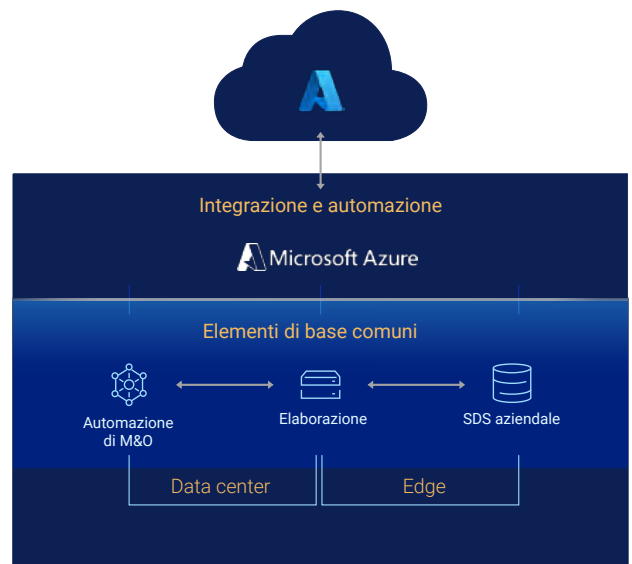 Integrazione e automazione
Microsoft Azure
Elementi di base comuni
Automazione
di M&O
Elaborazione
SDS aziendale
Data center
Edge